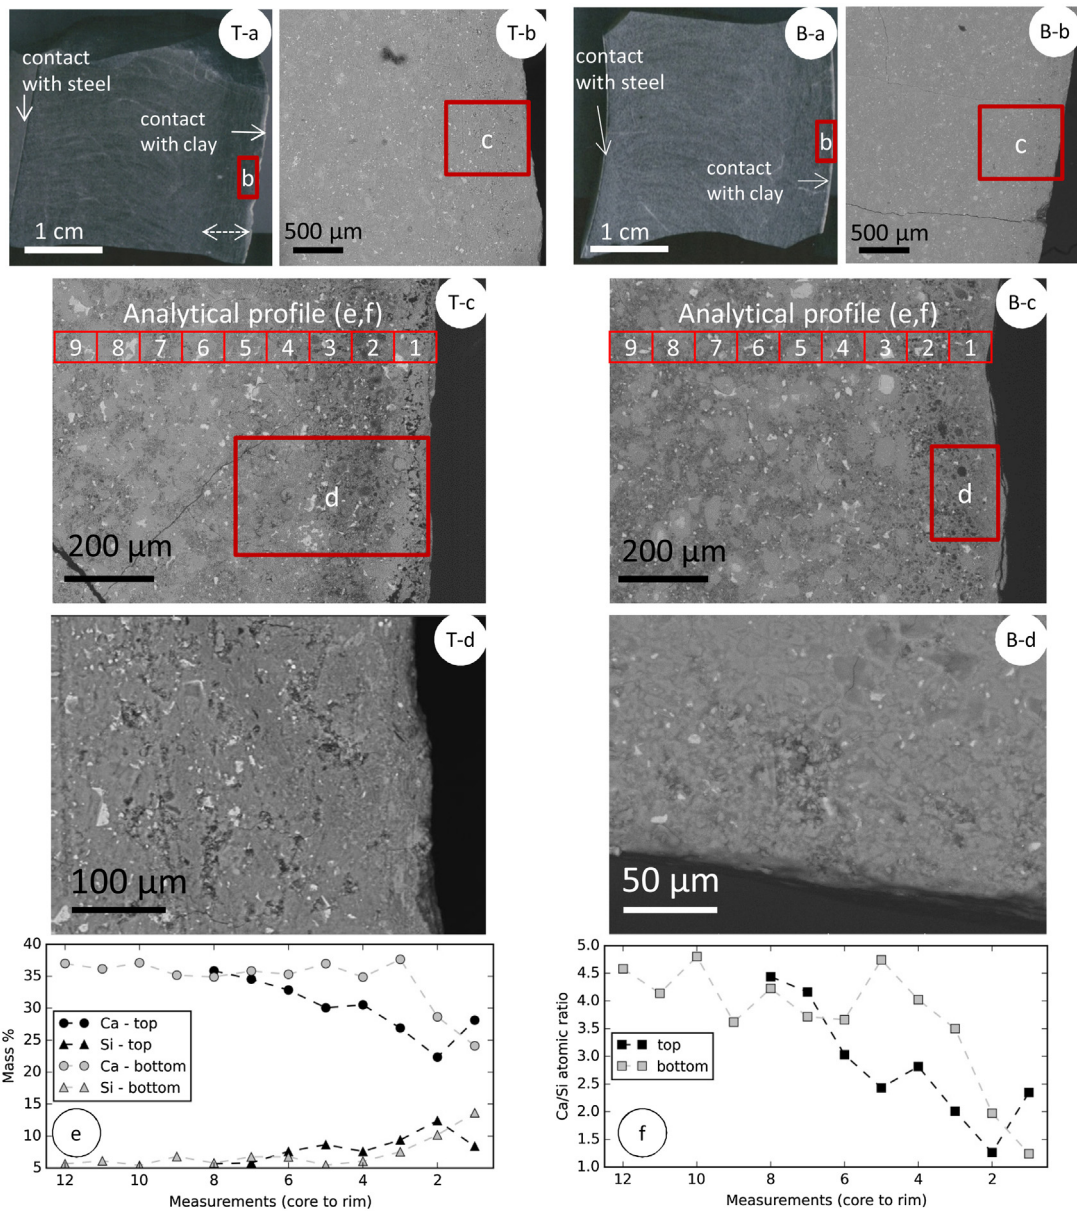 T-a
contact
with steel
contact
with clay
b
1 cm
T-b
c
500 µm
B-a
contact
with steel
b
contact
with clay
1 cm
B-b
c
500 µm
T-c
Analytical profile (e,f)
9 8 7 6 5 4 3 2 1
d
200 µm
B-c
Analytical profile (e,f)
9 8 7 6 5 4 3 2 1
d
200 µm
T-d
100 µm
B-d
50 µm
40
35
30
25
20
15
10
5
Mass %
Ca - top
Si - top
Ca - bottom
Si - bottom
e
12 10 8 6 4 2
Measurements (core to rim)
5.0
4.5
4.0
3.5
3.0
2.5
2.0
1.5
1.0
Ca/Si atomic ratio
top
bottom
f
12 10 8 6 4 2
Measurements (core to rim)